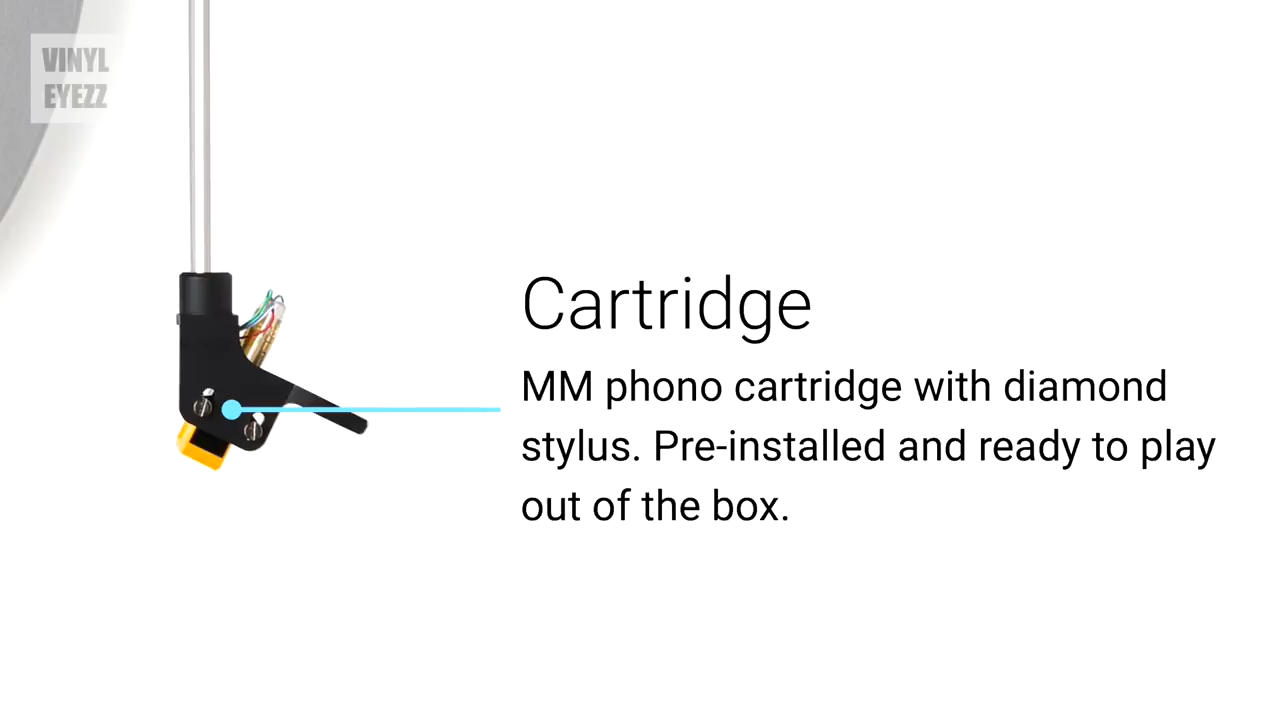 VINYL
EYEZZ
Cartridge
MM phono cartridge with diamond
stylus. Pre-installed and ready to play
out of the box.